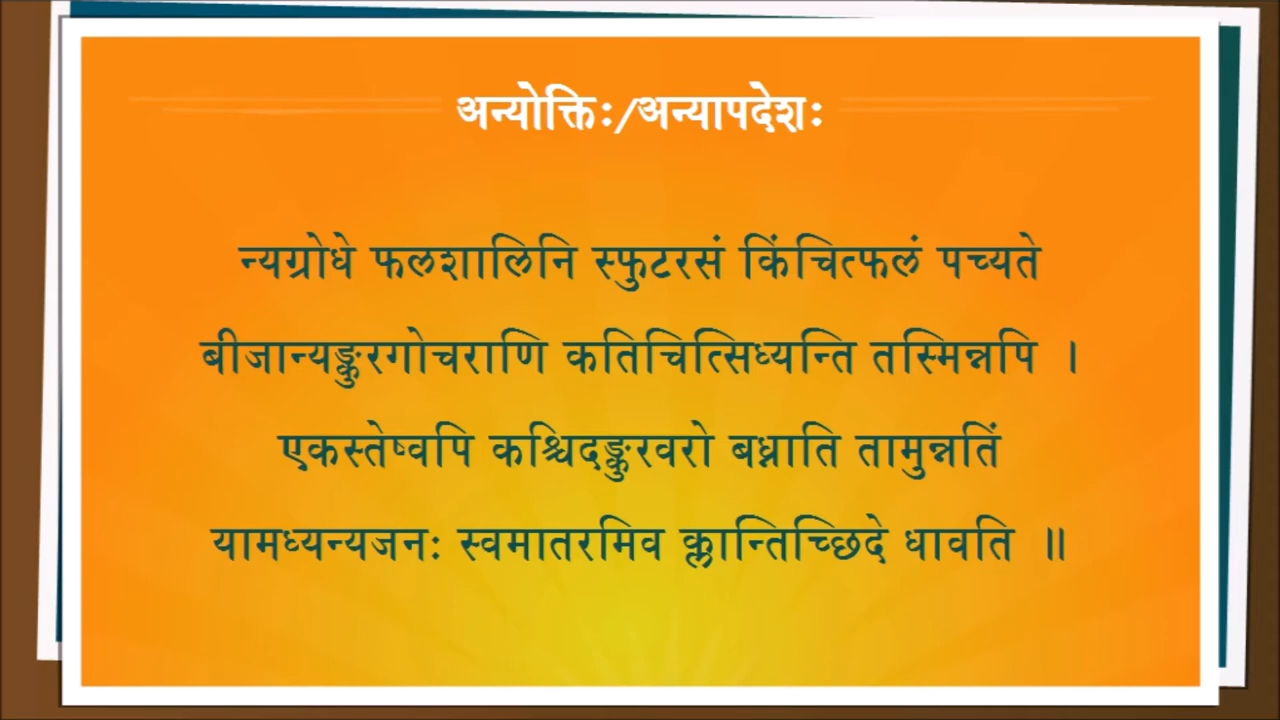 अन्योक्तिः/अन्यापदेशः
न्यग्रोधे फलशालिनि स्फुटरसं किंचित्फलं पच्यते
बीजान्यङ्कुरगोचराणि कतिचित्सिध्यन्ति तस्मिन्नपि ।
एकस्तेष्वपि कश्चिदङ्कुरवरो बध्नाति तामुन्नतिं
यामध्यन्यजनः स्वमातरमिव क्लान्तिच्छिदे धावति ॥